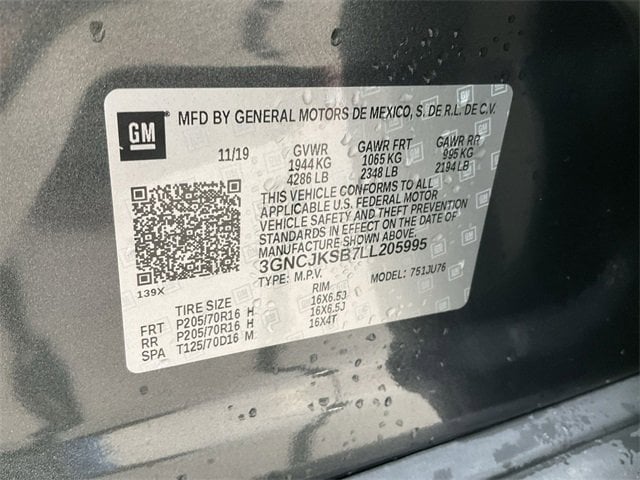 GM
MFD BY GENERAL MOTORS DE MEXICO, S. DE R.L. DE C.V.
11/19 GVWR GAWR FRT GAWR RR
1944 KG 1065 KG 995 KG
4286 LB 2348 LB 2194 LB
THIS VEHICLE CONFORMS TO ALL
APPLICABLE U.S. FEDERAL MOTOR
VEHICLE SAFETY AND THEFT PREVENTION
STANDARDS IN EFFECT ON THE DATE OF
MANUFACTURE SHOWN ABOVE.
3GNCJKSB7LL205995
139X TYPE: M.P.V. MODEL: 751JU76
TIRE SIZE RIM
FRT P205/70R16 H 16X6.5J
RR P205/70R16 H 16X6.5J
SPA T125/70D16 M 16X4T